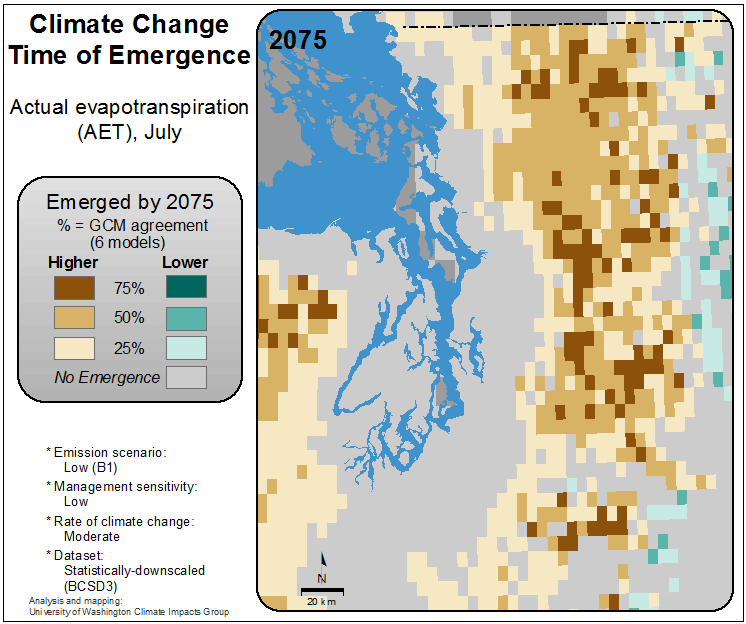 Climate Change
Time of Emergence
Actual evapotranspiration
(AET), July
Emerged by 2075
% = GCM agreement
(6 models)
Higher Lower
75%
50%
25%
No Emergence
* Emission scenario:
Low (B1)
* Management sensitivity:
Low
* Rate of climate change:
Moderate
* Dataset:
Statistically-downscaled
(BCSD3)
Analysis and mapping:
University of Washington Climate Impacts Group
2075
N
20 km